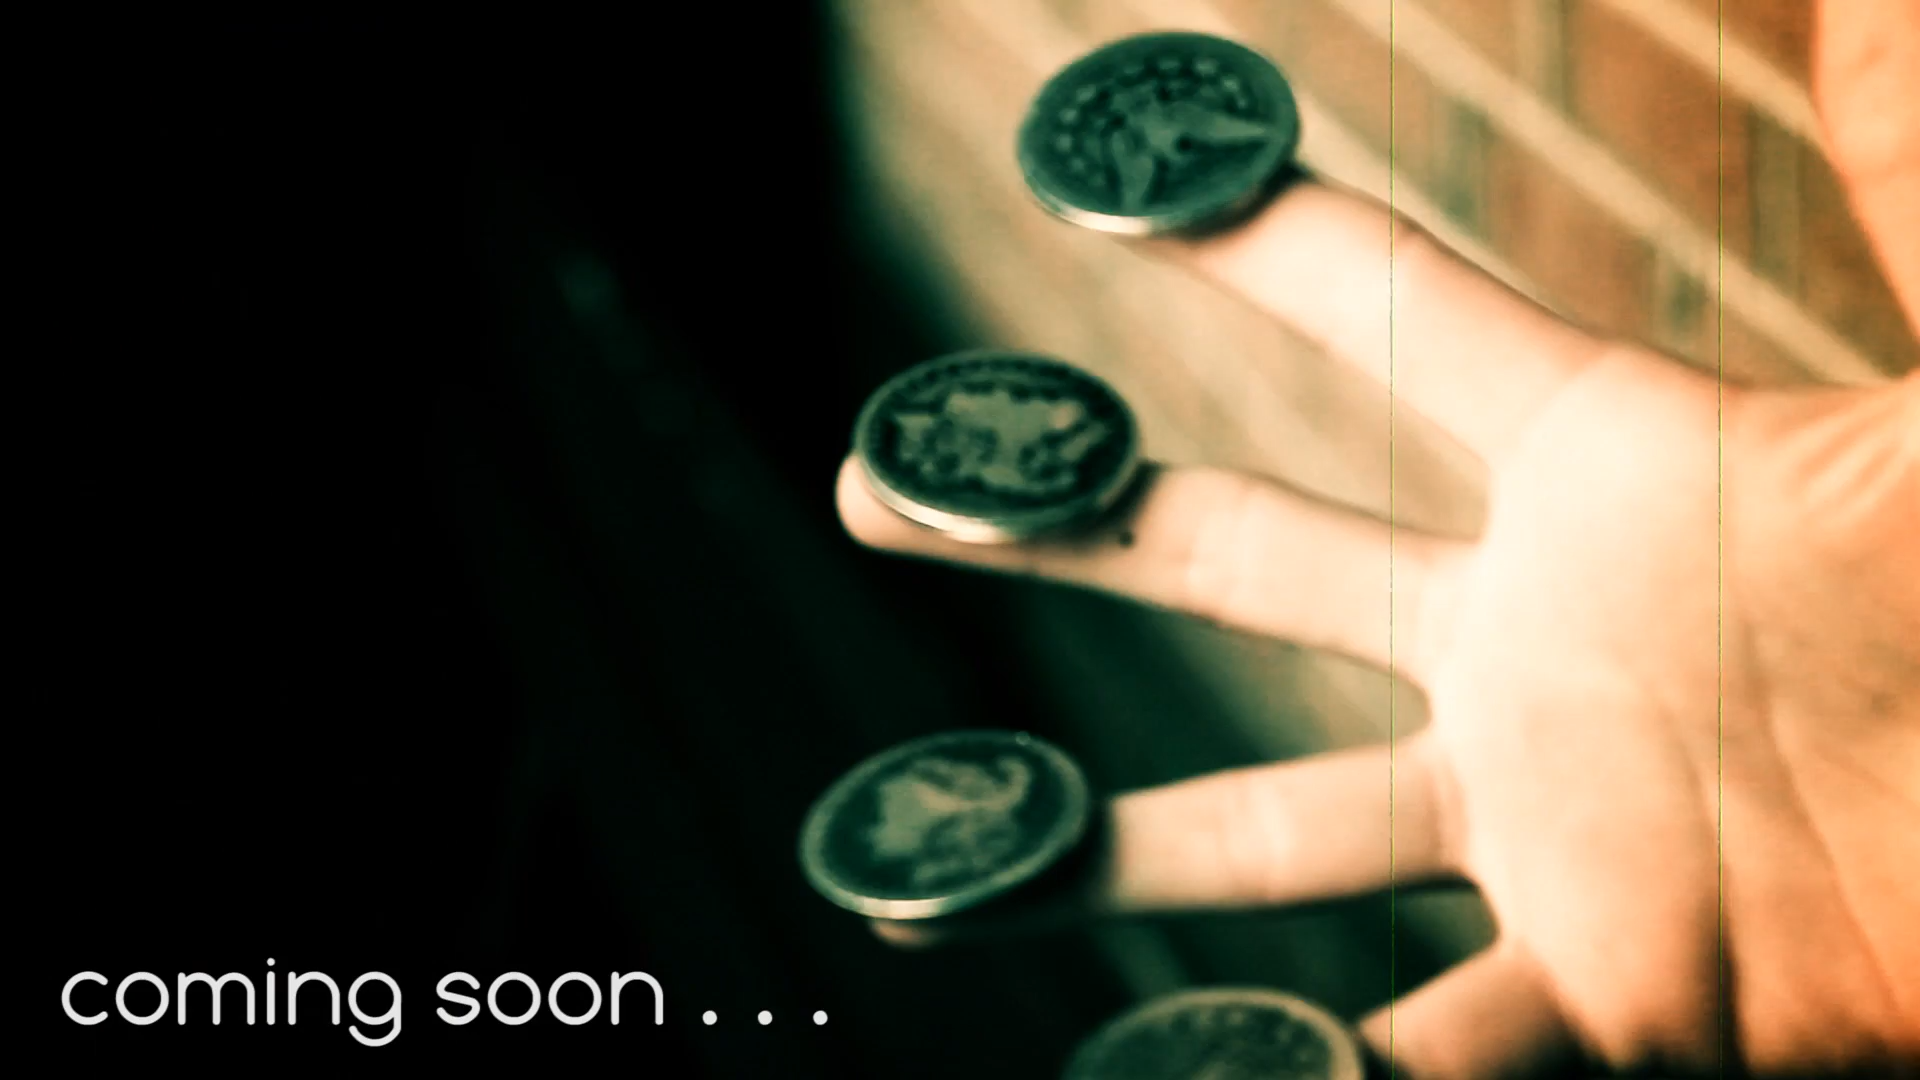 coming soon . . .